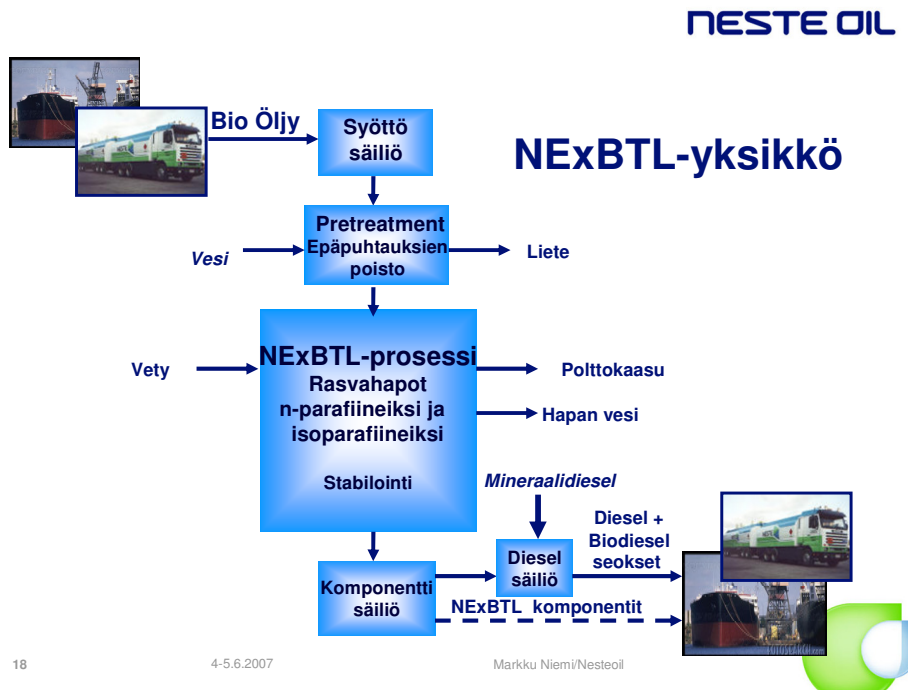 NESTE OIL
NExBTL-yksikkö
Bio Öljy
Syöttö
säiliö
Pretreatment
Epäpuhtauksien
poisto
Vesi
Liete
NExBTL-prosessi
Rasvahapot
n-parafiineiksi ja
isoparafiineiksi
Stabilointi
Vety
Polttokaasu
Hapan vesi
Mineraalidiesel
Diesel +
Biodiesel
seokset
Diesel
säiliö
Komponentti
säiliö
NExBTL komponentit
18
4-5.6.2007
Markku Niemi/Nesteoil